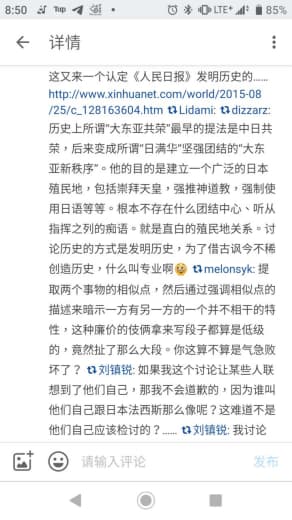 8:50 Tup LTE+ 85%
详情
这又来一个认定《人民日报》发明历史的……
http://www.xinhuanet.com/world/2015-08
/25/c_128163604.htm Lidami: dizzarz:
历史上所谓“大东亚共荣”最早的提法是中日共
荣，后来变成所谓“日满华”坚强团结的“大东
亚新秩序”。他的目的是建立一个广泛的日本
殖民地，包括崇拜天皇，强推神道教，强制使
用日语等等。根本不存在什么团结中心、听从
指挥之列的痴语。就是直白的殖民地关系。讨
论历史的方式是发明历史，为了借古讽今不稀
创造历史，什么叫专业啊 melonsyk: 提
取两个事物的相似点，然后通过强调相似点的
描述来暗示一方有另一方的一个并不相干的特
性，这种廉价的伎俩拿来写段子都算是低级
的，竟然扯了那么大段。你这算不算是气急败
坏了？ 刘镇锐: 如果我这个讨论让某些人联
想到了他们自己，那我不会道歉的，因为谁叫
他们自己跟日本法西斯那么像呢？这难道不是
他们自己应该检讨的？…… 刘镇锐: 我讨论
请输入评论 发布